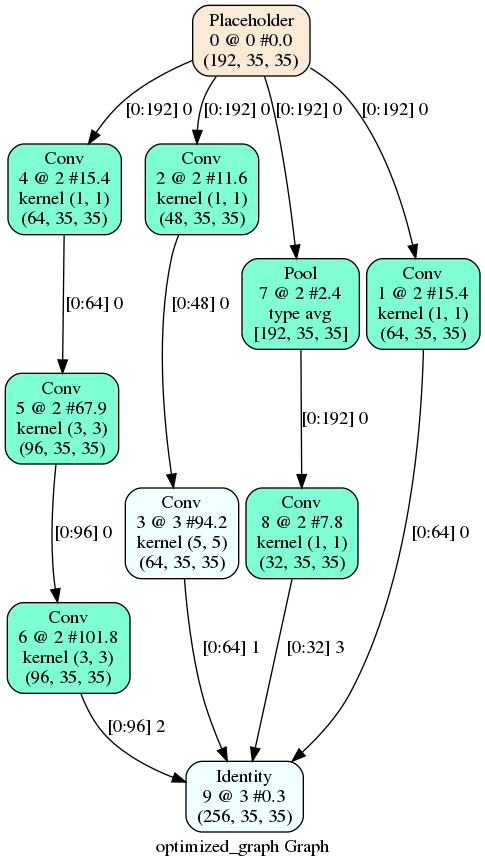 Placeholder
0 @ 0 #0.0
(192, 35, 35)
[0:192] 0
[0:192] 0
[0:192] 0
[0:192] 0
Conv
4 @ 2 #15.4
kernel (1, 1)
(64, 35, 35)
Conv
2 @ 2 #11.6
kernel (1, 1)
(48, 35, 35)
Pool
7 @ 2 #2.4
type avg
[192, 35, 35]
Conv
1 @ 2 #15.4
kernel (1, 1)
(64, 35, 35)
[0:64] 0
[0:48] 0
Conv
5 @ 2 #67.9
kernel (3, 3)
(96, 35, 35)
[0:192] 0
Conv
3 @ 3 #94.2
kernel (5, 5)
(64, 35, 35)
Conv
8 @ 2 #7.8
kernel (1, 1)
(32, 35, 35)
[0:96] 0
[0:64] 0
Conv
6 @ 2 #101.8
kernel (3, 3)
(96, 35, 35)
[0:64] 1
[0:32] 3
[0:96] 2
Identity
9 @ 3 #0.3
(256, 35, 35)
optimized_graph Graph